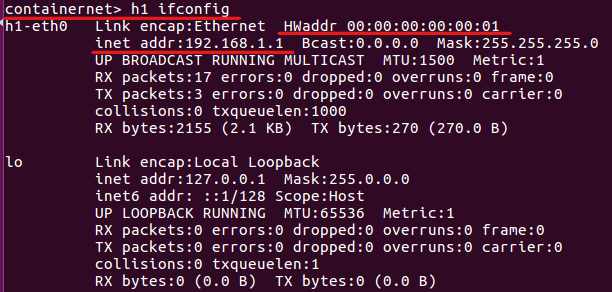 containernet> h1 ifconfig
h1-eth0   Link encap:Ethernet  HWaddr 00:00:00:00:00:01
inet addr:192.168.1.1  Bcast:0.0.0.0  Mask:255.255.255.0
UP BROADCAST RUNNING MULTICAST  MTU:1500  Metric:1
RX packets:17 errors:0 dropped:0 overruns:0 frame:0
TX packets:3 errors:0 dropped:0 overruns:0 carrier:0
collisions:0 txqueuelen:1000
RX bytes:2155 (2.1 KB)  TX bytes:270 (270.0 B)
lo        Link encap:Local Loopback
inet addr:127.0.0.1  Mask:255.0.0.0
inet6 addr: ::1/128 Scope:Host
UP LOOPBACK RUNNING  MTU:65536  Metric:1
RX packets:0 errors:0 dropped:0 overruns:0 frame:0
TX packets:0 errors:0 dropped:0 overruns:0 carrier:0
collisions:0 txqueuelen:1
RX bytes:0 (0.0 B)  TX bytes:0 (0.0 B)